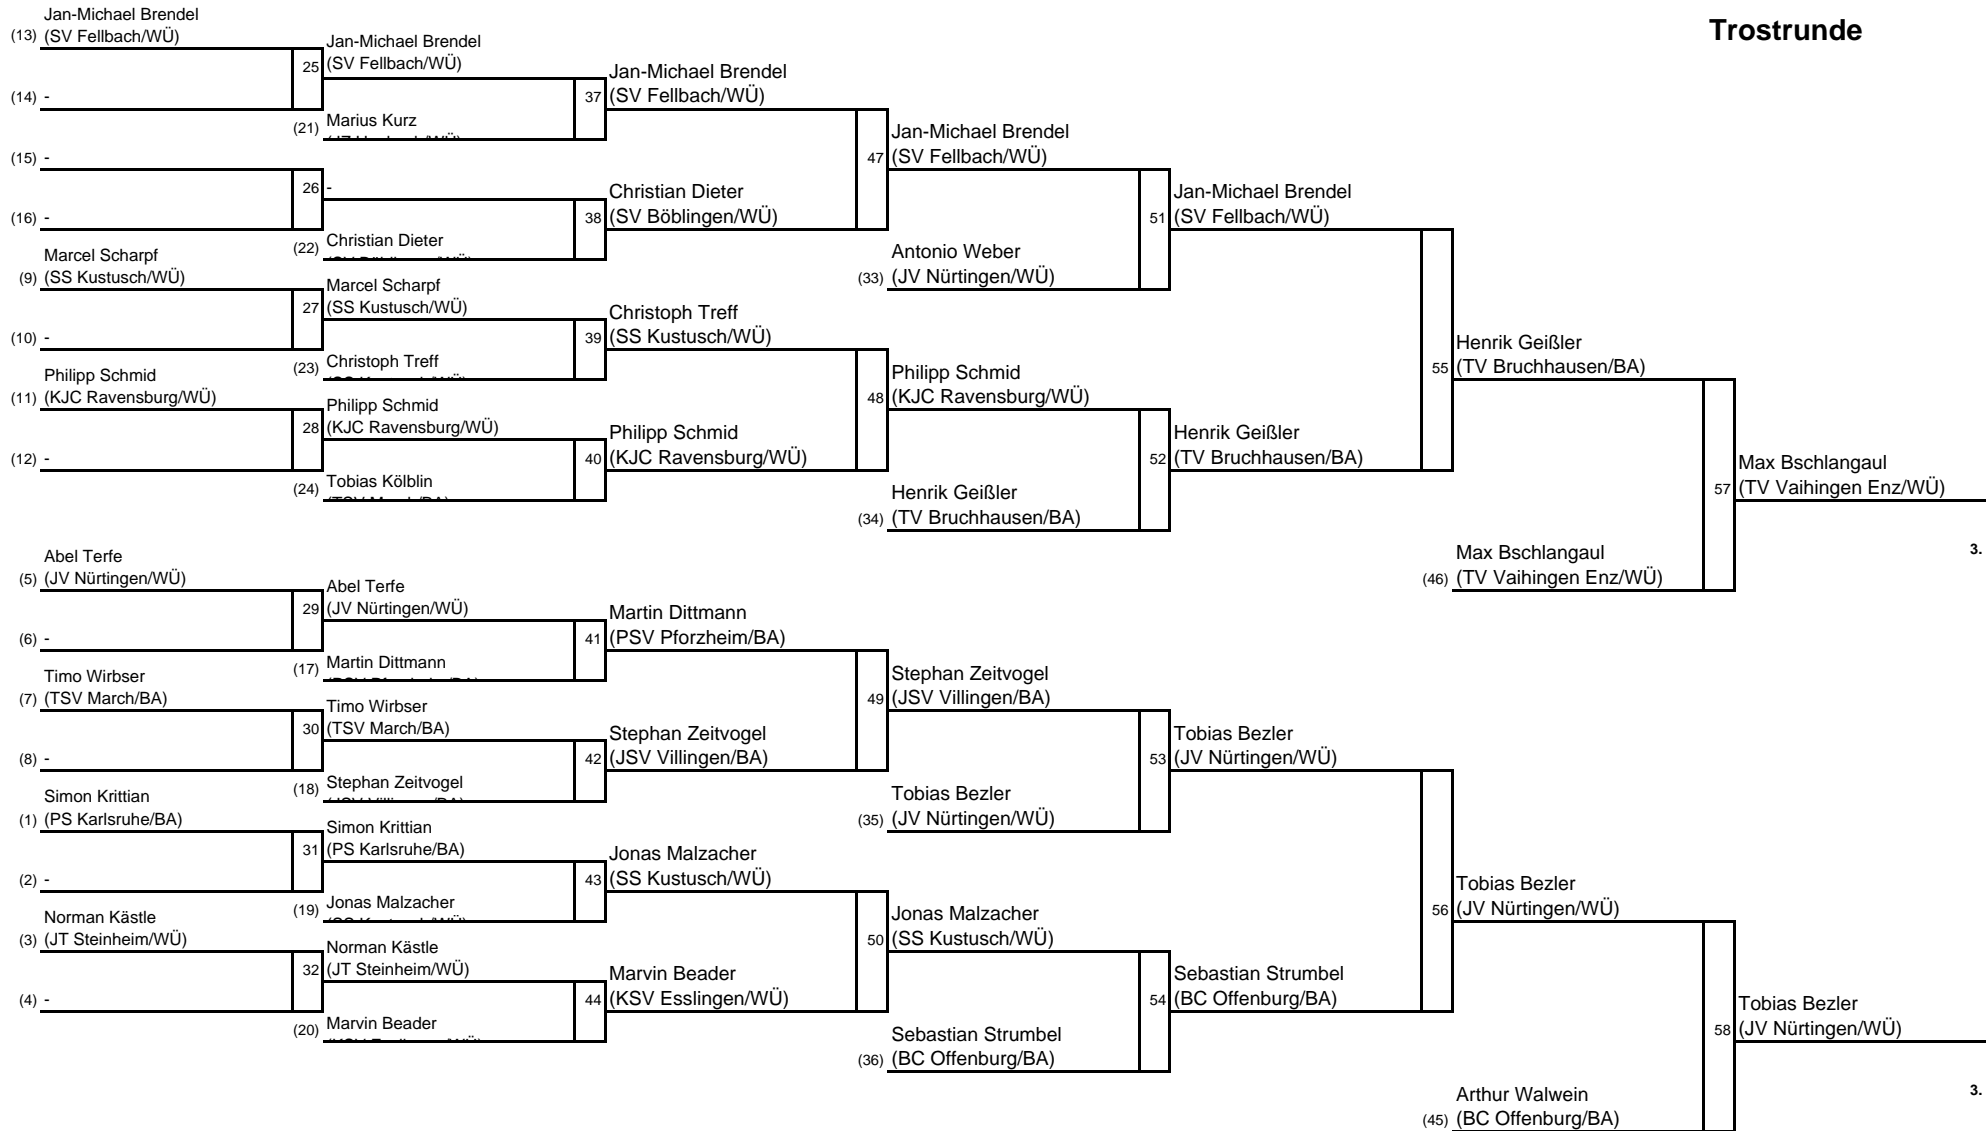 Trostrunde
Jan-Michael Brendel
(13) (SV Fellbach/WÜ)
(14) -
(15) -
(16) -
Marcel Scharpf
(9) (SS Kustusch/WÜ)
(10) -
Philipp Schmid
(11) (KJC Ravensburg/WÜ)
(12) -
Abel Terfe
(5) (JV Nürtingen/WÜ)
(6) -
Timo Wirbser
(7) (TSV March/BA)
(8) -
Simon Krittian
(1) (PS Karlsruhe/BA)
(2) -
Norman Kästle
(3) (JT Steinheim/WÜ)
(4) -
Jan-Michael Brendel
25 (SV Fellbach/WÜ)
(21) Marius Kurz
26 -
(22) Christian Dieter
Marcel Scharpf
27 (SS Kustusch/WÜ)
(23) Christoph Treff
Philipp Schmid
28 (KJC Ravensburg/WÜ)
(24) Tobias Kölblin
Abel Terfe
29 (JV Nürtingen/WÜ)
(17) Martin Dittmann
Timo Wirbser
30 (TSV March/BA)
(18) Stephan Zeitvogel
Simon Krittian
31 (PS Karlsruhe/BA)
(19) Jonas Malzacher
Norman Kästle
32 (JT Steinheim/WÜ)
(20) Marvin Beader
Jan-Michael Brendel
37 (SV Fellbach/WÜ)
Christian Dieter
38 (SV Böblingen/WÜ)
Christoph Treff
39 (SS Kustusch/WÜ)
Philipp Schmid
40 (KJC Ravensburg/WÜ)
Martin Dittmann
41 (PSV Pforzheim/BA)
Stephan Zeitvogel
42 (JSV Villingen/BA)
Jonas Malzacher
43 (SS Kustusch/WÜ)
Marvin Beader
44 (KSV Esslingen/WÜ)
Jan-Michael Brendel
47 (SV Fellbach/WÜ)
Antonio Weber
(33) (JV Nürtingen/WÜ)
Philipp Schmid
48 (KJC Ravensburg/WÜ)
Henrik Geißler
(34) (TV Bruchhausen/BA)
Stephan Zeitvogel
49 (JSV Villingen/BA)
Tobias Bezler
(35) (JV Nürtingen/WÜ)
Jonas Malzacher
50 (SS Kustusch/WÜ)
Sebastian Strumbel
(36) (BC Offenburg/BA)
Jan-Michael Brendel
51 (SV Fellbach/WÜ)
Henrik Geißler
52 (TV Bruchhausen/BA)
Tobias Bezler
53 (JV Nürtingen/WÜ)
Sebastian Strumbel
54 (BC Offenburg/BA)
Henrik Geißler
55 (TV Bruchhausen/BA)
Max Bschlangaul
(46) (TV Vaihingen Enz/WÜ)
Tobias Bezler
56 (JV Nürtingen/WÜ)
Arthur Walwein
(45) (BC Offenburg/BA)
Max Bschlangaul
57 (TV Vaihingen Enz/WÜ)
3.
Tobias Bezler
58 (JV Nürtingen/WÜ)
3.